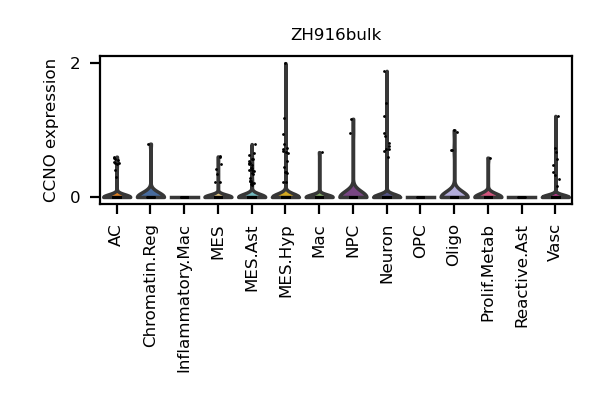 ZH916bulk
CCNO expression
2
0
AC
Chromatin.Reg
Inflammatory.Mac
MES
MES.Ast
MES.Hyp
Mac
NPC
Neuron
OPC
Oligo
Prolif.Metab
Reactive.Ast
Vasc